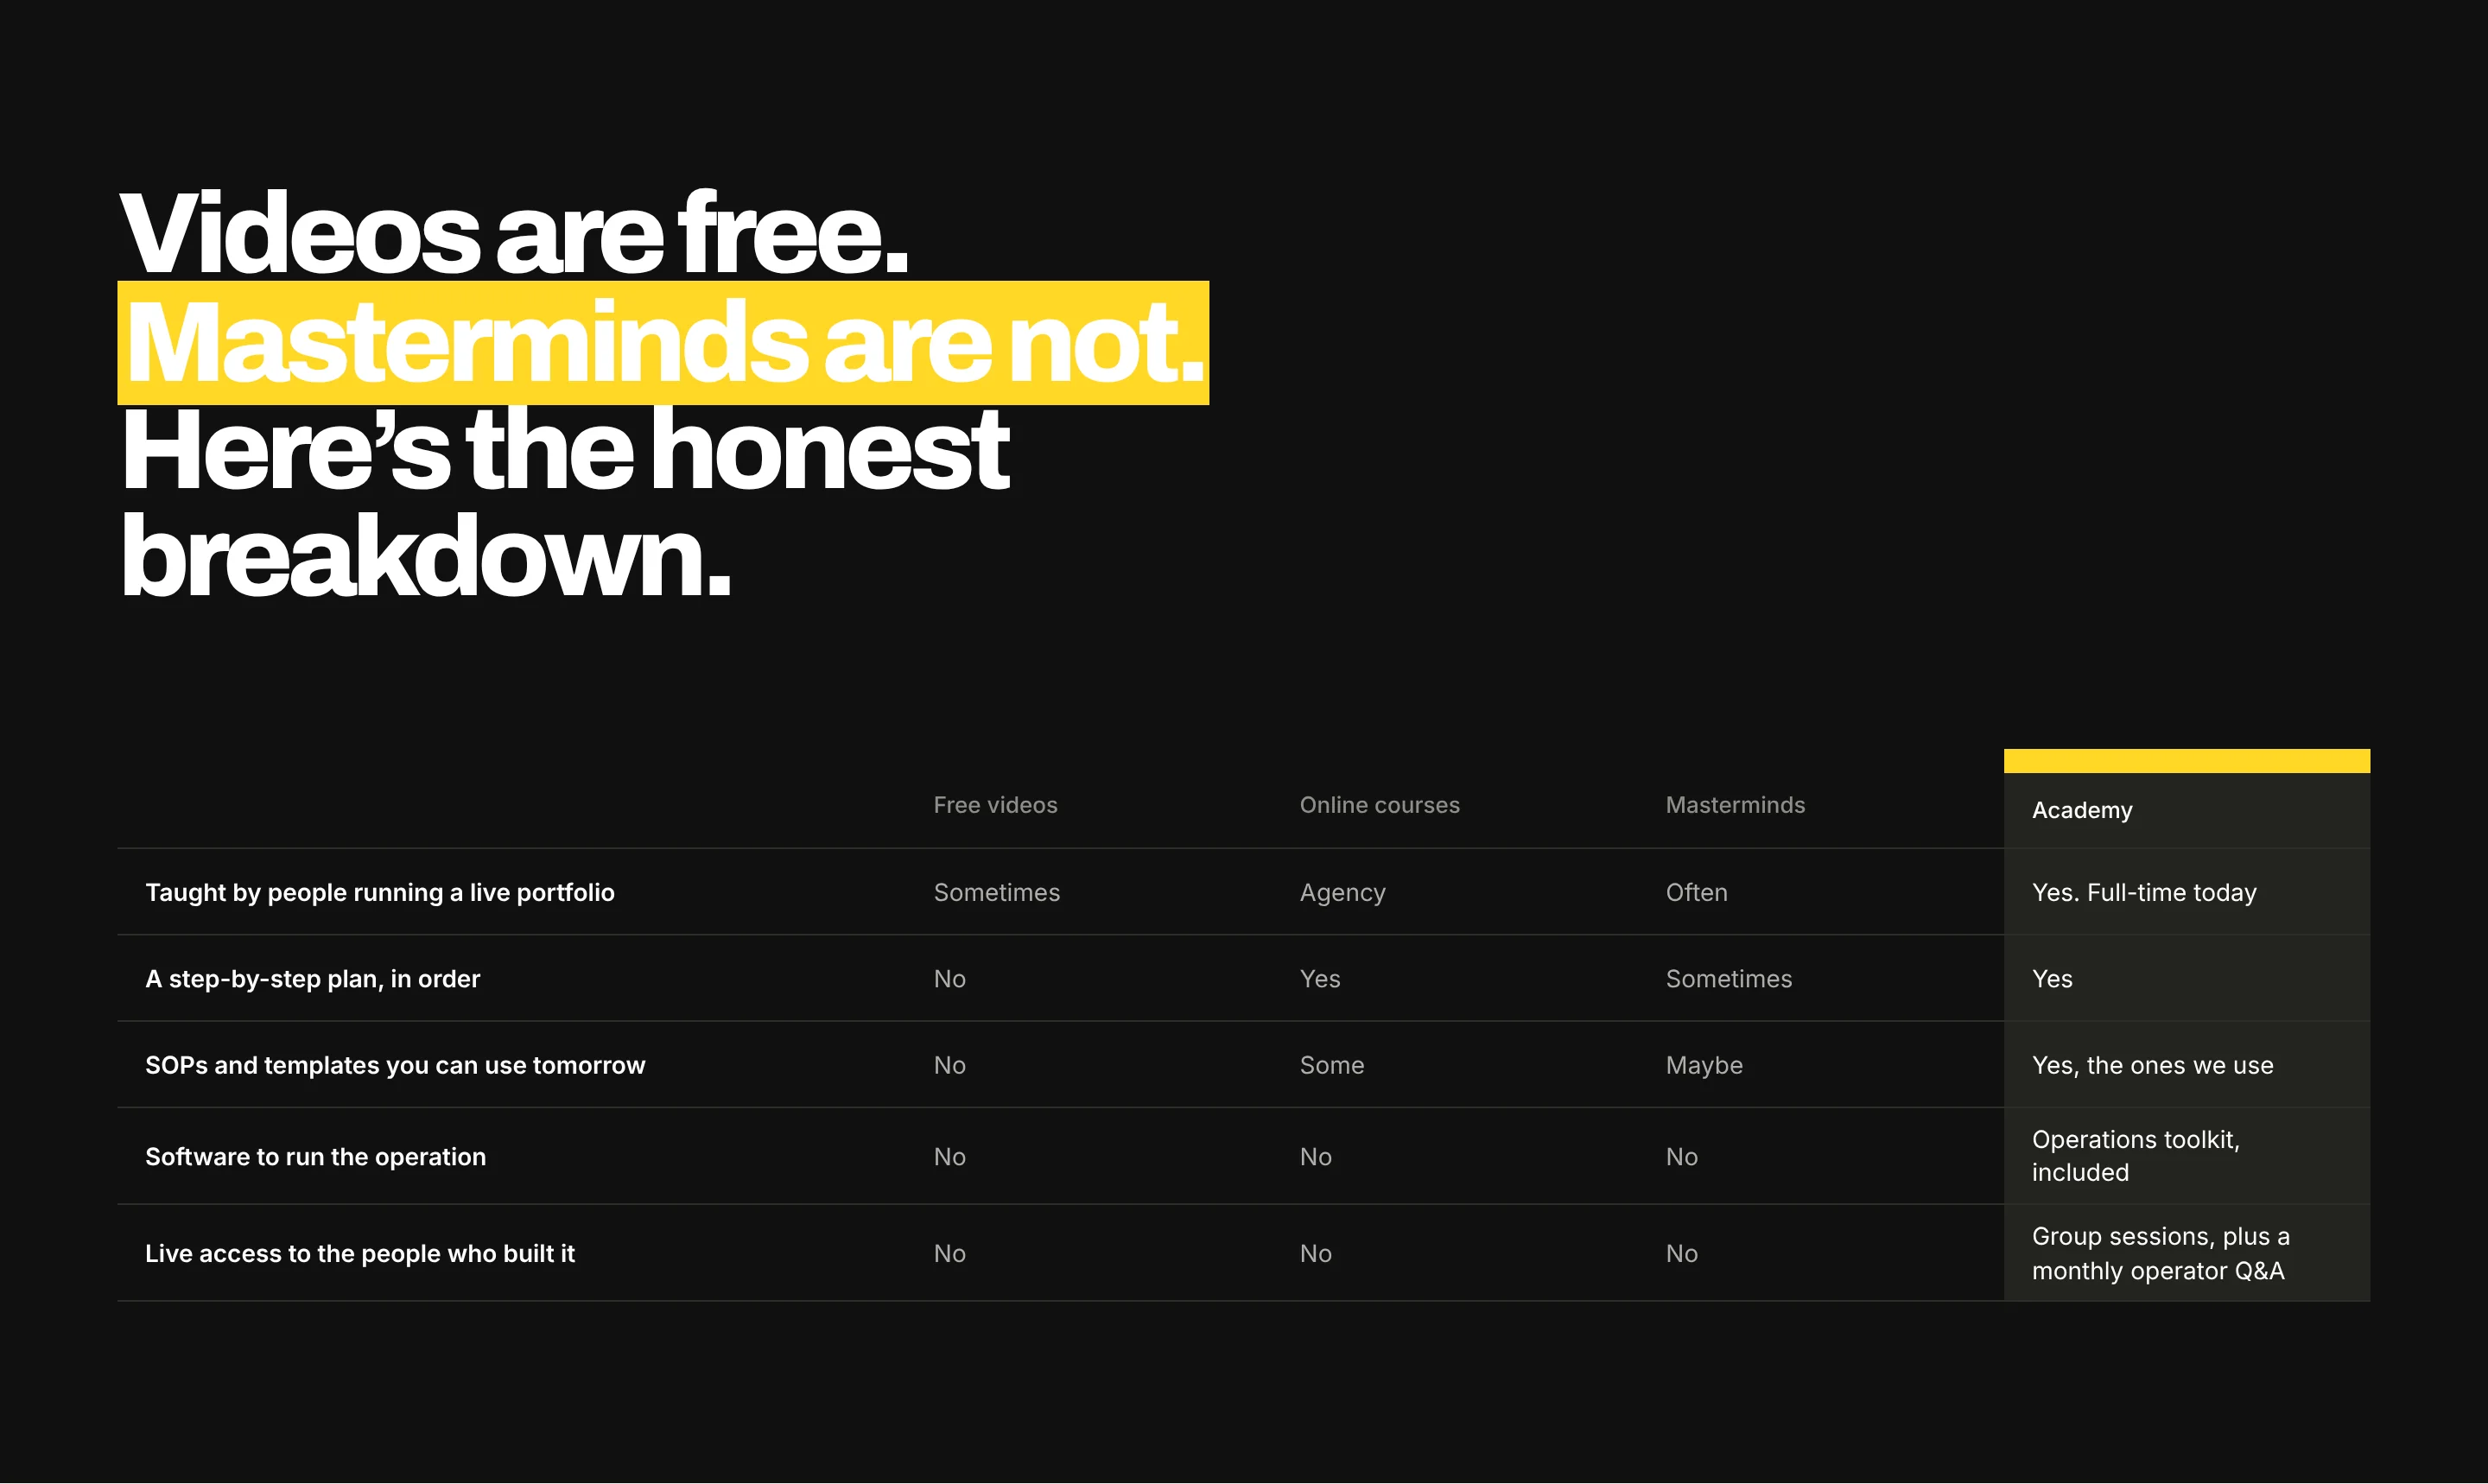 Videos are free.
Masterminds are not.
Here’s the honest
breakdown.
Free videos Online courses Masterminds Academy
Taught by people running a live portfolio Sometimes Agency Often Yes. Full-time today
A step-by-step plan, in order No Yes Sometimes Yes
SOPs and templates you can use tomorrow No Some Maybe Yes, the ones we use
Software to run the operation No No No Operations toolkit,
included
Live access to the people who built it No No No Group sessions, plus a
monthly operator Q&A